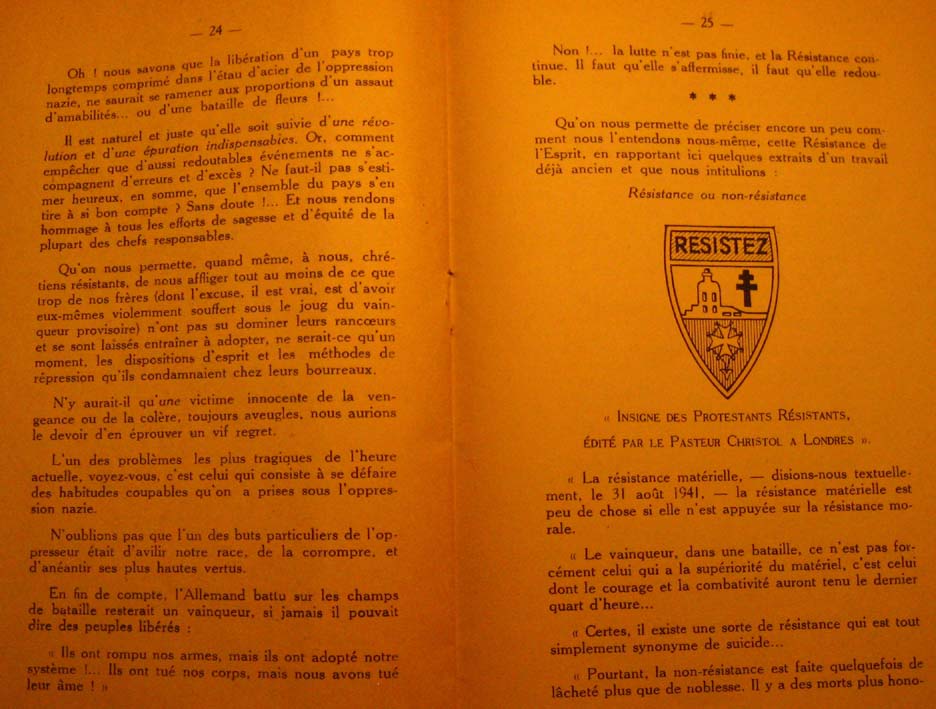 — 24 —
Oh ! nous savons que la libération d'un pays trop
longtemps comprimé dans l'étau d'acier de l'oppression
nazie, ne saurait se ramener aux proportions d'un assaut
d'amabilités... ou d'une bataille de fleurs !...
Il est naturel et juste qu'elle soit suivie d'une révo-
lution et d'une épuration indispensables. Or, comment
empêcher que d'aussi redoutables événements ne s'ac-
compagnent d'erreurs et d'excès ? Ne faut-il pas s'esti-
mer heureux, en somme, que l'ensemble du pays s'en
tire à si bon compte ? Sans doute !... Et nous rendons
hommage à tous les efforts de sagesse et d'équité de la
plupart des chefs responsables.
Qu'on nous permette, quand même, à nous, chré-
tiens résistants, de nous affliger tout au moins de ce que
trop de nos frères (dont l'excuse, il est vrai, est d'avoir
eux-mêmes violemment souffert sous le joug du vain-
queur provisoire) n'ont pas su dominer leurs rancœurs
et se sont laissés entraîner à adopter, ne serait-ce qu'un
moment, les dispositions d'esprit et les méthodes de
répression qu'ils condamnaient chez leurs bourreaux.
N'y aurait-il qu'une victime innocente de la ven-
geance ou de la colère, toujours aveugles, nous aurions
le devoir d'en éprouver un vif regret.
L'un des problèmes les plus tragiques de l'heure
actuelle, voyez-vous, c'est celui qui consiste à se défaire
des habitudes coupables qu'on a prises sous l'oppres-
sion nazie.
N'oublions pas que l'un des buts particuliers de l'op-
presseur était d'avilir notre race, de la corrompre, et
d'anéantir ses plus hautes vertus.
En fin de compte, l'Allemand battu sur les champs
de bataille resterait un vainqueur, si jamais il pouvait
dire des peuples libérés :
« Ils ont rompu nos armes, mais ils ont adopté notre
système !... Ils ont tué nos corps, mais nous avons tué
leur âme ! »
— 25 —
Non !... la lutte n'est pas finie, et la Résistance con-
tinue. Il faut qu'elle s'affermisse, il faut qu'elle redou-
ble.
* * *
Qu'on nous permette de préciser encore un peu com-
ment nous l'entendons nous-même, cette Résistance de
l'Esprit, en rapportant ici quelques extraits d'un travail
déjà ancien et que nous intitulions :
Résistance ou non-résistance
RESISTEZ
« INSIGNE DES PROTESTANTS RÉSISTANTS,
ÉDITÉ PAR LE PASTEUR CHRISTOL A LONDRES ».
« La résistance matérielle, — disions-nous textuelle-
ment, le 31 août 1941, — la résistance matérielle est
peu de chose si elle n'est appuyée sur la résistance mo-
rale.
« Le vainqueur, dans une bataille, ce n'est pas for-
cément celui qui a la supériorité du matériel, c'est celui
dont le courage et la combativité auront tenu le dernier
quart d'heure...
« Certes, il existe une sorte de résistance qui est tout
simplement synonyme de suicide...
« Pourtant, la non-résistance est faite quelquefois de
lâcheté plus que de noblesse. Il y a des morts plus hono-